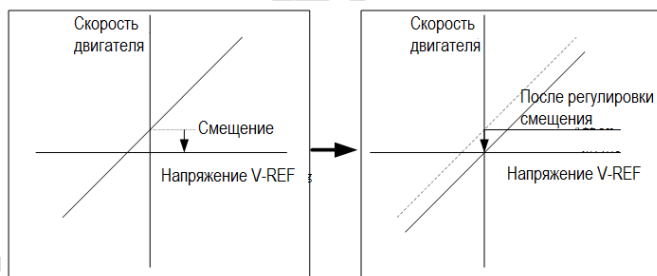 Скорость
двигателя
Смещение
Напряжение V-REF
Скорость
двигателя
После регулировки
смещения
Напряжение V-REF